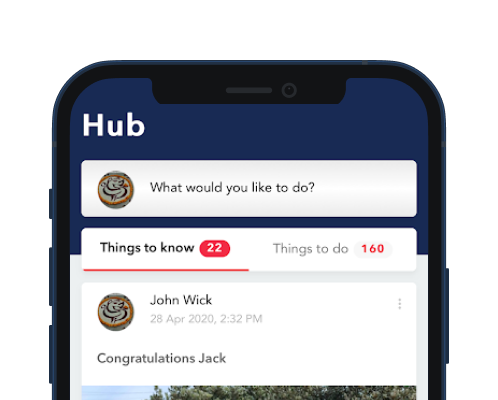 Hub
What would you like to do?
Things to know 22 Things to do 160
John Wick
28 Apr 2020, 2:32 PM
Congratulations Jack